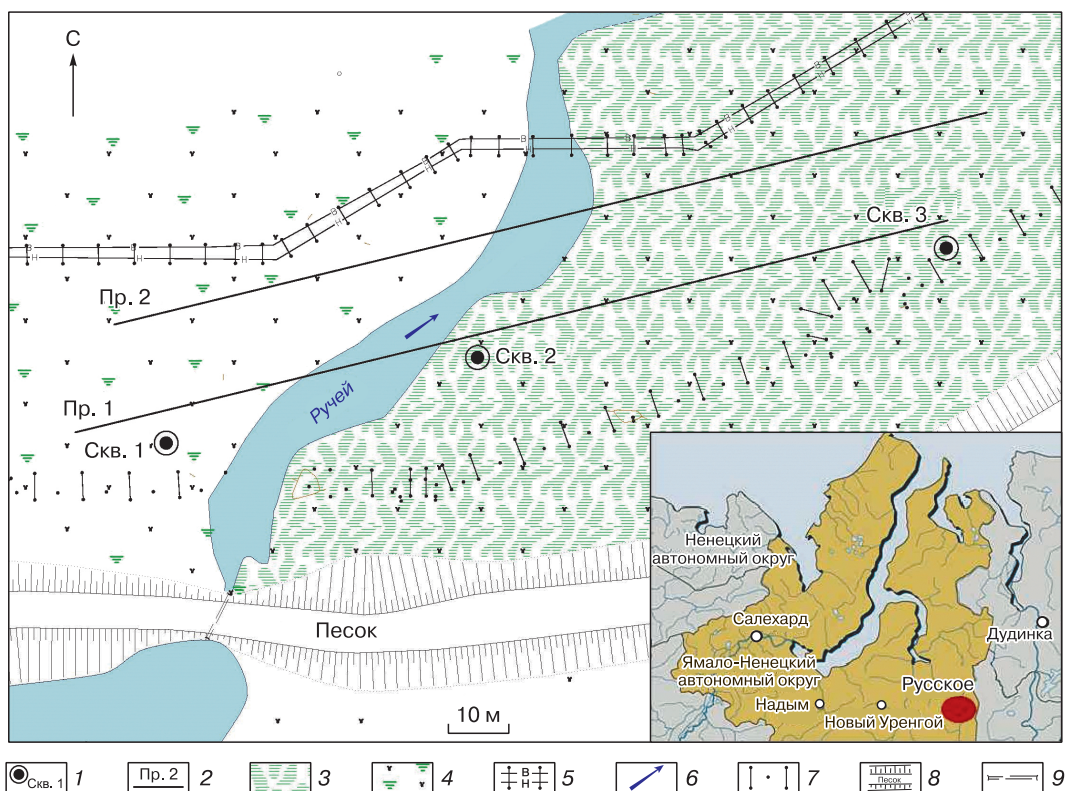 С
В
Н
В
Н
В
Н
В
Н
В
Н
В
Н
В
Н
В
Н
Скв. 3
Пр. 2
Скв. 2
Пр. 1
Ручей
Скв. 1
Песок
10 м
Ненецкий
автономный округ
Салехард
Дудинка
Ямало-Ненецкий
автономный округ
Русское
Надым
Новый Уренгой
Скв. 1 1
Пр. 2 2
3
4
В
Н 5
6
7
Песок 8
9